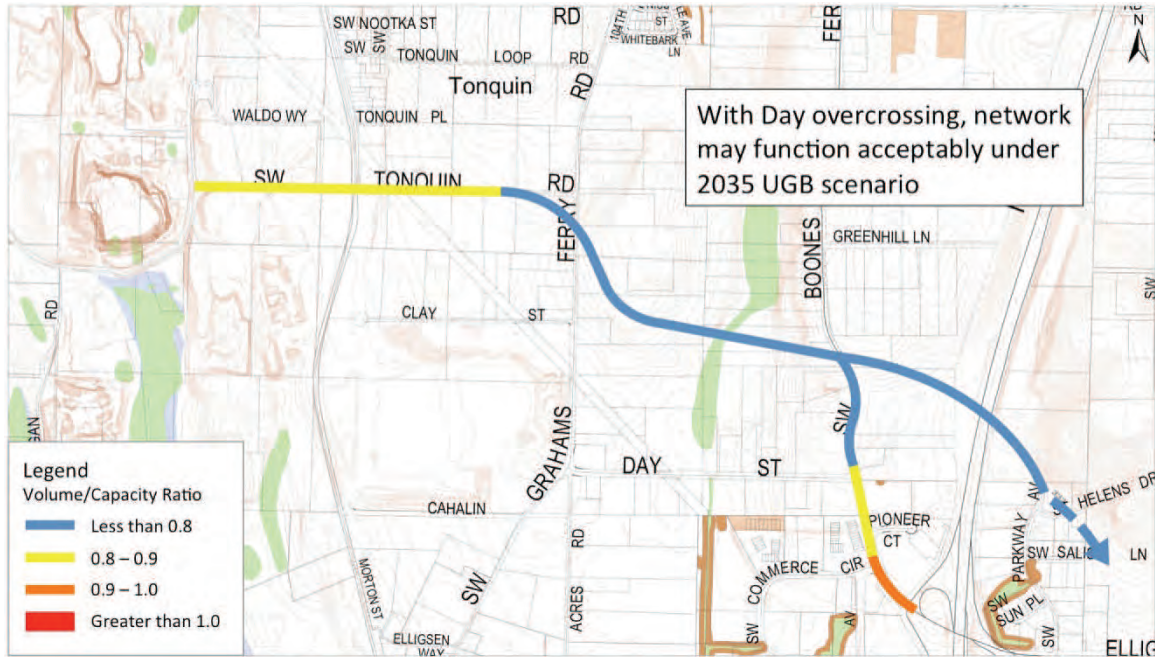 SW NOOTKA ST
SW
SW
RD
104TH
ST
WHITEBARK
LN
TONQUIN LOOP RD
Tonquin
RD
FER
N
WALDO WY
TONQUIN PL
With Day overcrossing, network
may function acceptably under
2035 UGB scenario
SW TONQUIN RD
FERRY
BOONES
GREENHILL LN
SW
RD
CLAY ST
SW
GRAHAMS
DAY ST
Legend
Volume/Capacity Ratio
Less than 0.8
0.8 – 0.9
0.9 – 1.0
Greater than 1.0
CAHALIN
SW
MORTON ST
ELLIGSEN
WAY
RD
ACRES
COMMERCE CIR
SW
AV
PIONEER
CT
AV
HELENS DR
PARKWAY
SW SALIS LN
SW
SUN PL
SW
ELLIG